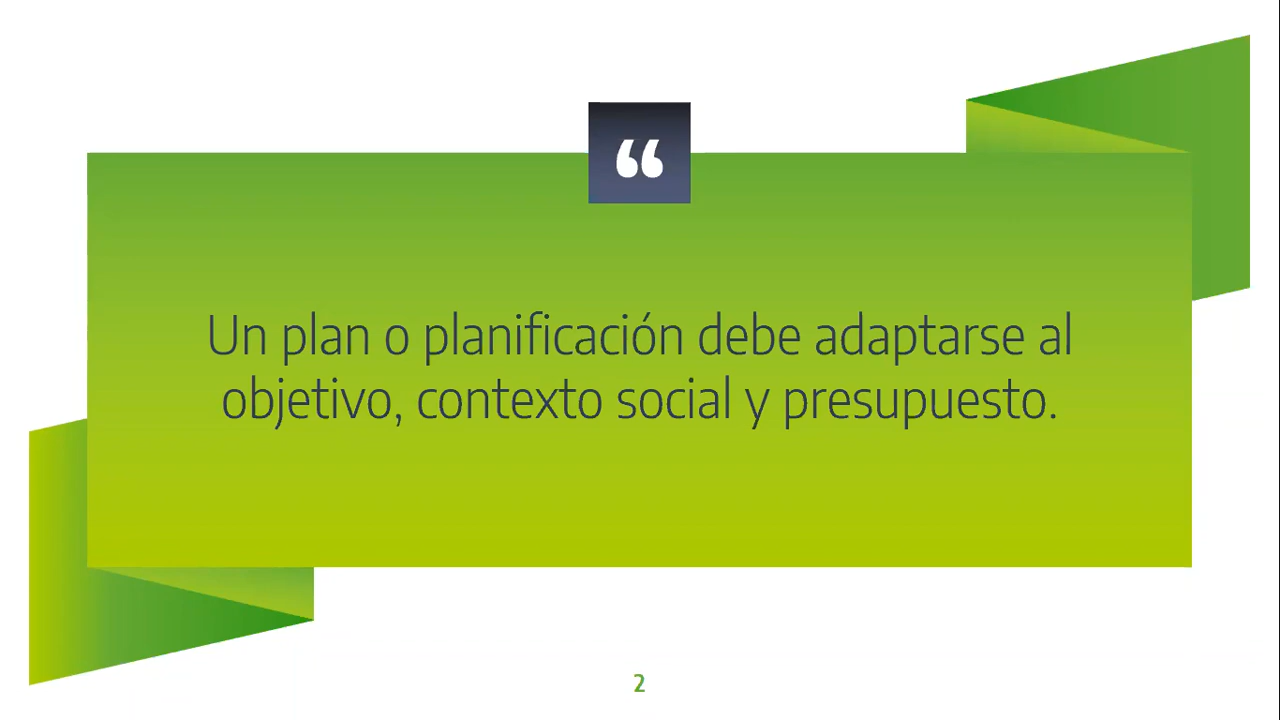 “
Un plan o planificación debe adaptarse al
objetivo, contexto social y presupuesto.
2